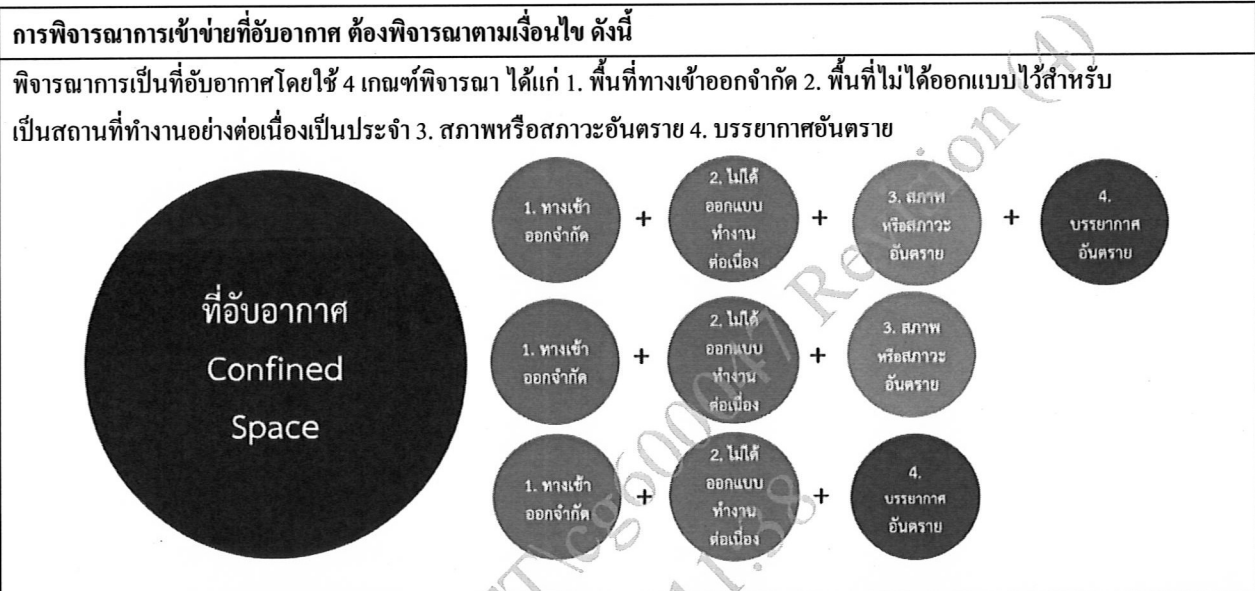 การพิจารณาการเข้าข่ายที่อับอากาศ ต้องพิจารณาตามเงื่อนไข ดังนี้
พิจารณาการเป็นที่อับอากาศโดยใช้ 4 เกณฑ์พิจารณา ได้แก่ 1. พื้นที่ทางเข้าออกจำกัด 2. พื้นที่ไม่ได้ออกแบบไว้สำหรับ
เป็นสถานที่ทำงานอย่างต่อเนื่องเป็นประจำ 3. สภาพหรือสภาวะอันตราย 4. บรรยากาศอันตราย
ที่อับอากาศ
Confined
Space
1. ทางเข้า
ออกจำกัด
+
2. ไม่ได้
ออกแบบ
ทำงาน
ต่อเนื่อง
+
3. สภาพ
หรือสภาวะ
อันตราย
+
4.
บรรยากาศ
อันตราย
1. ทางเข้า
ออกจำกัด
+
2. ไม่ได้
ออกแบบ
ทำงาน
ต่อเนื่อง
+
3. สภาพ
หรือสภาวะ
อันตราย
1. ทางเข้า
ออกจำกัด
+
2. ไม่ได้
ออกแบบ
ทำงาน
ต่อเนื่อง
+
4.
บรรยากาศ
อันตราย